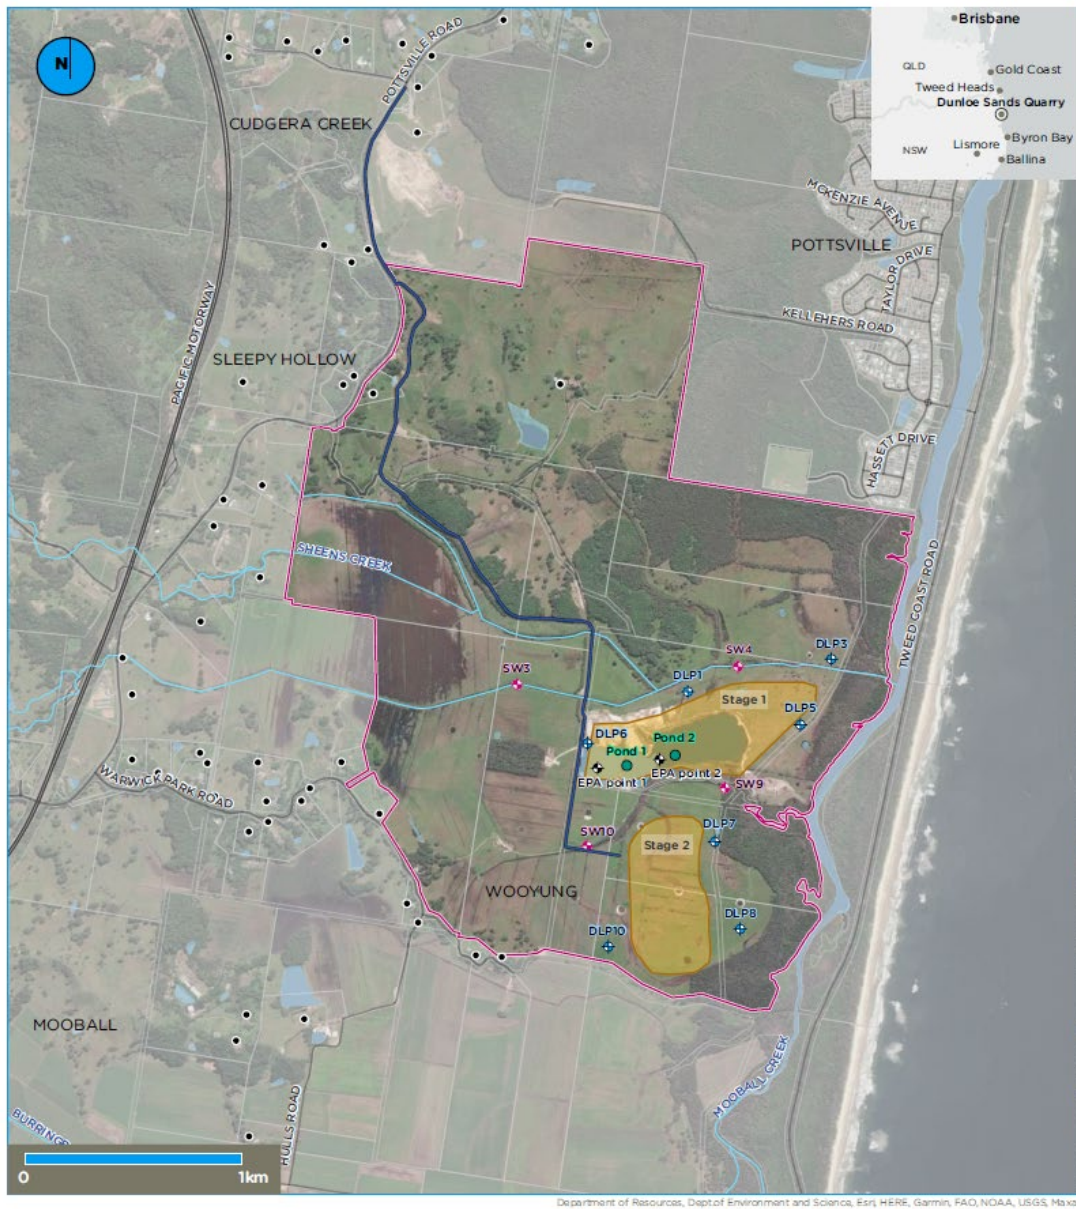 POTTSVILLE ROAD
Brisbane
N
QLD
Gold Coast
Tweed Heads
Dunloe Sands Quarry
CUDGERA CREEK
Byron Bay
NSW
Lismore
Ballina
MCKENZIE AVENUE
POTTSVILLE
TAYLOR DRIVE
KELLEHERS ROAD
PACIFIC MOTORWAY
SLEEPY HOLLOW
HASSETT DRIVE
SHEENS CREEK
TWEED COAST ROAD
SW3
SW4
DLP3
DLP1
Stage 1
DLP5
DLP6
Pond 2
Pond 1
EPA point 2
EPA point 1
SW9
WARWICK PARK ROAD
SW10
DLP7
Stage 2
WOOYUNG
DLP8
DLP10
MOOBALL
MOOBALL CREEK
HULLS ROAD
BURRINGB
0
1km
Department of Resources, Dept of Environment and Science, Esri, HERE, Garmin, FAO, NOAA, USGS, Maxa